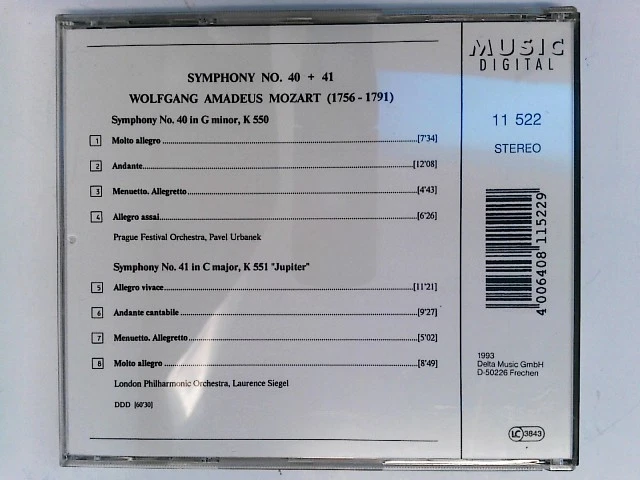 SYMPHONY NO. 40 + 41
WOLFGANG AMADEUS MOZART (1756 - 1791)
Symphony No. 40 in G minor, K 550
1 Molto allegro [7'34]
2 Andante [12'08]
3 Menuetto. Allegretto [4'43]
4 Allegro assai [6'26]
Prague Festival Orchestra, Pavel Urbanek
Symphony No. 41 in C major, K 551 "Jupiter"
5 Allegro vivace [11'21]
6 Andante cantabile [9'27]
7 Menuetto. Allegretto [5'02]
8 Molto allegro [8'49]
London Philharmonic Orchestra, Laurence Siegel
DDD [60'30]
MUSIC
DIGITAL
11 522
STEREO
4 006408 115229
1993
Delta Music GmbH
D-50226 Frechen
LC 3843